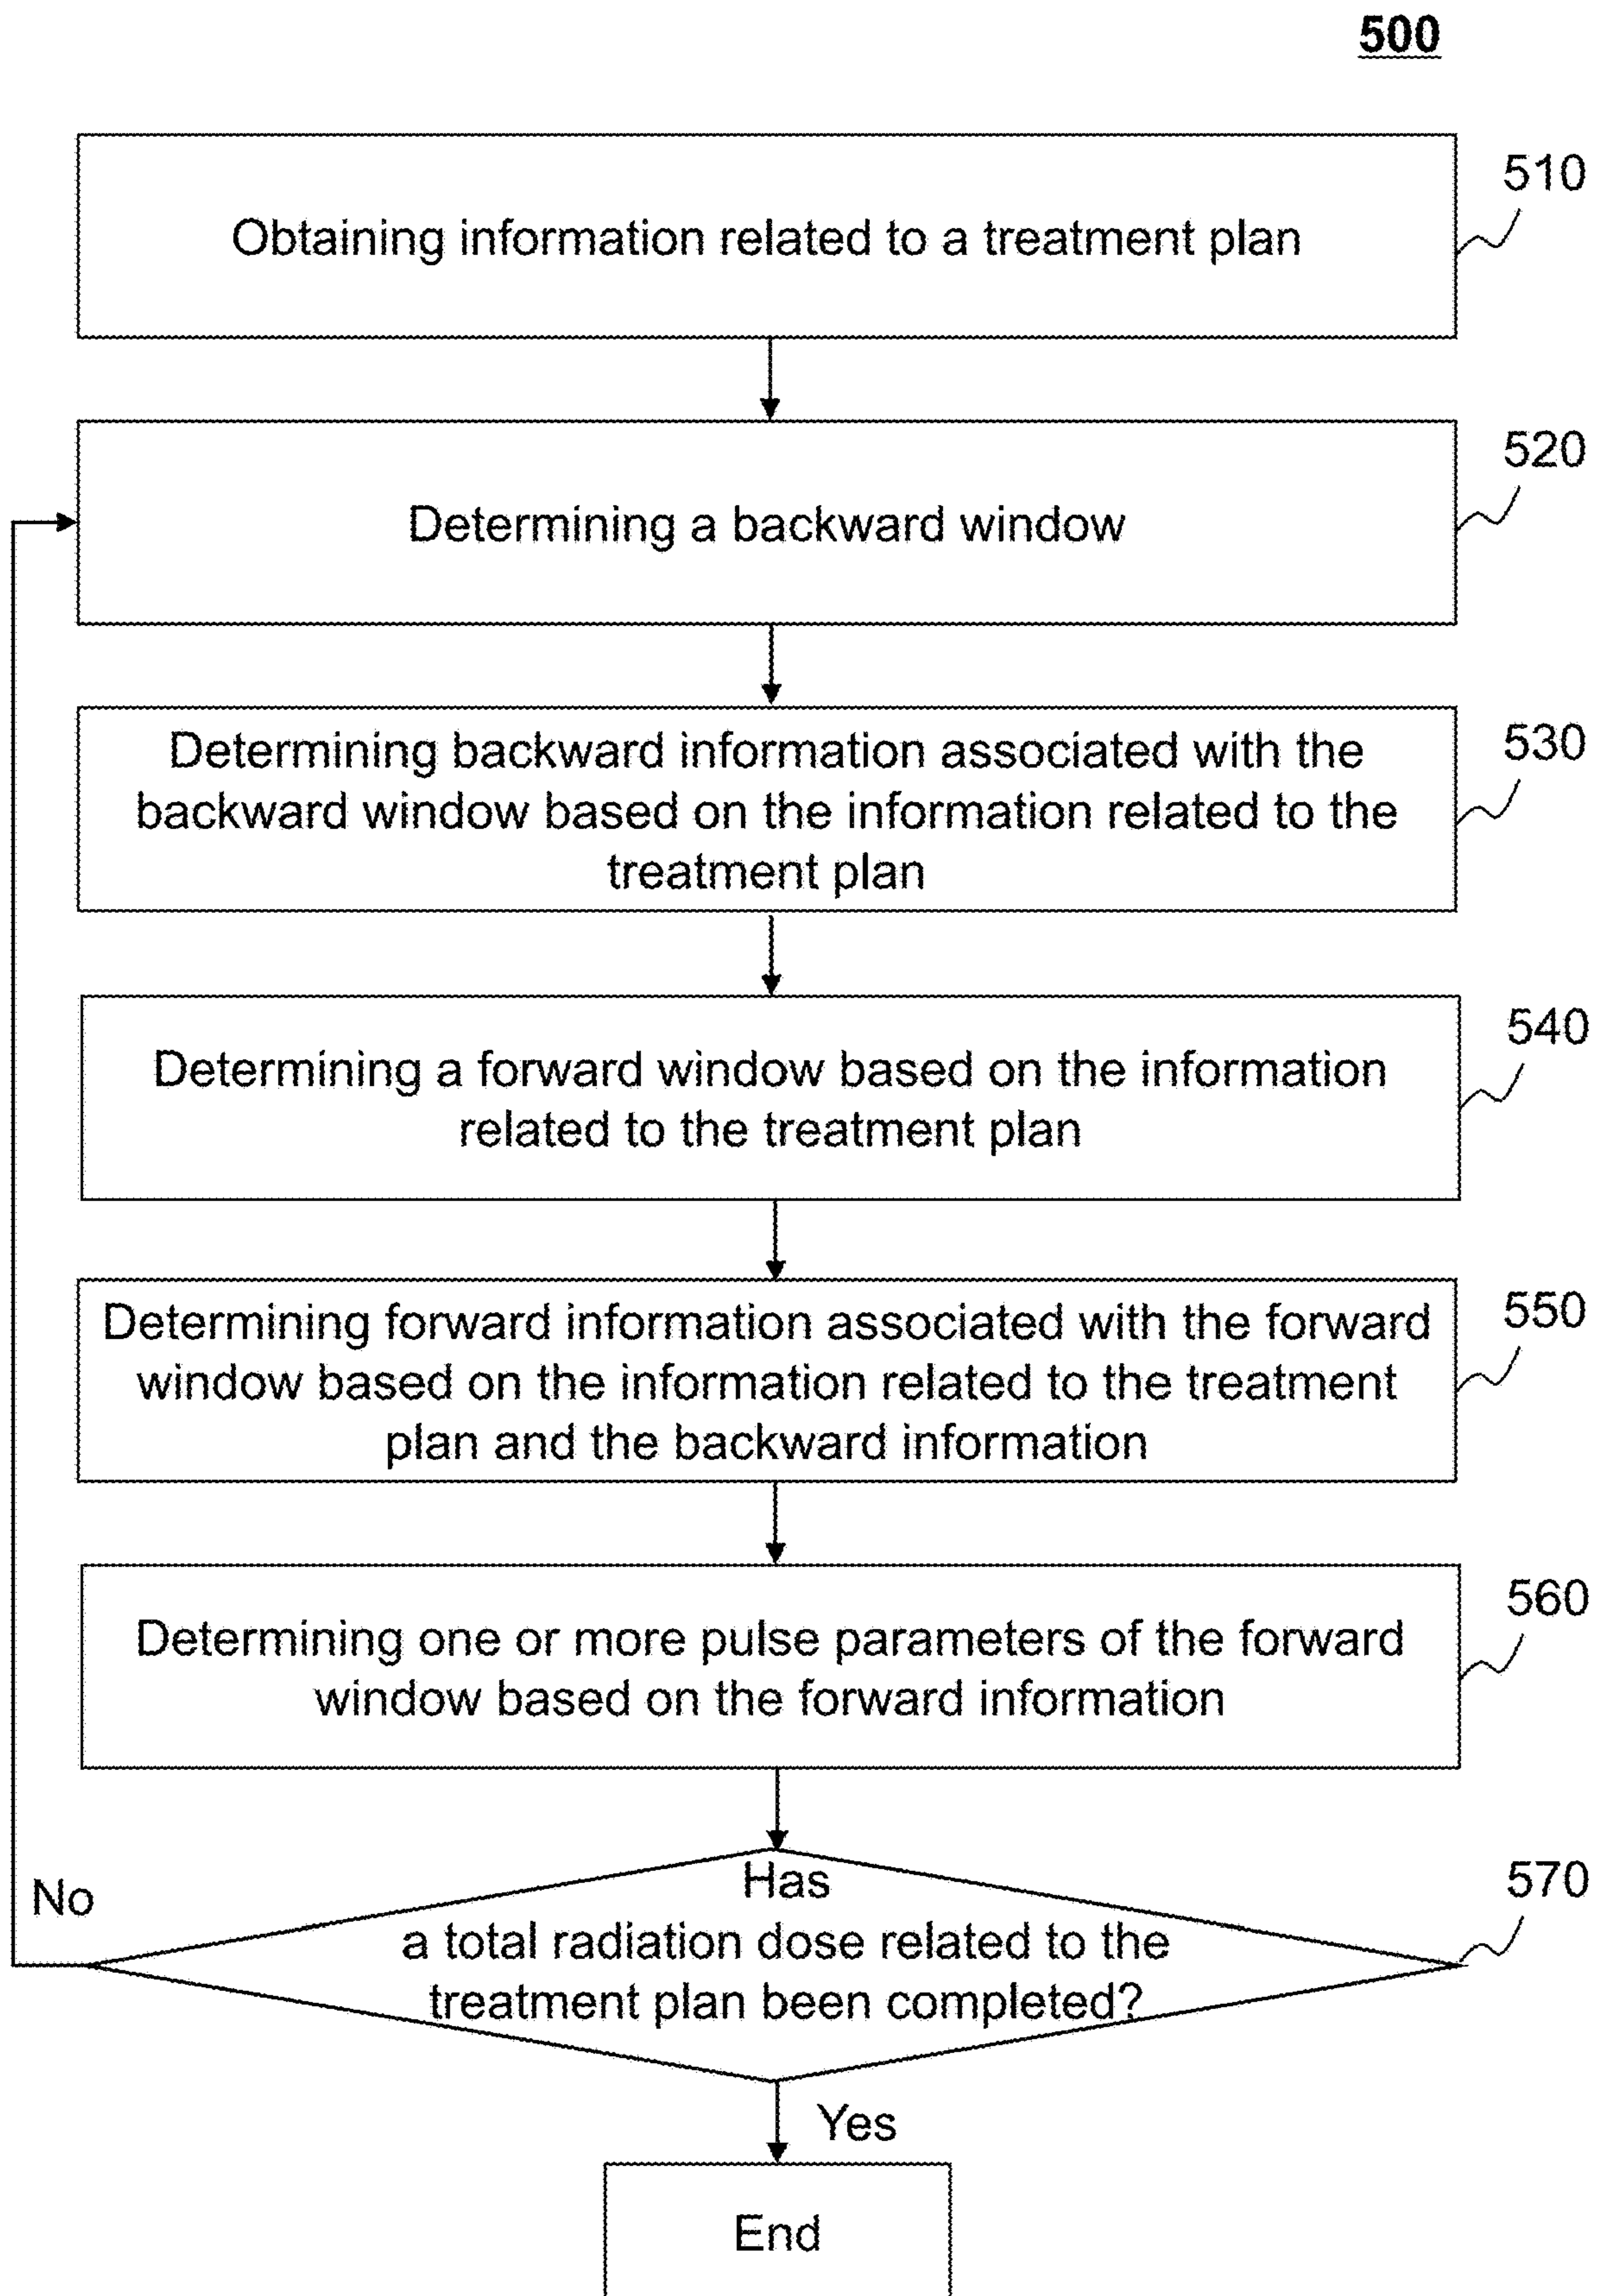 500
510
Obtaining information related to a treatment plan
520
Determining a backward window
530
Determining backward information associated with the
backward window based on the information related to the
treatment plan
540
Determining a forward window based on the information
related to the treatment plan
550
Determining forward information associated with the forward
window based on the information related to the treatment
plan and the backward information
560
Determining one or more pulse parameters of the forward
window based on the forward information
570
No
Has
a total radiation dose related to the
treatment plan been completed?
Yes
End